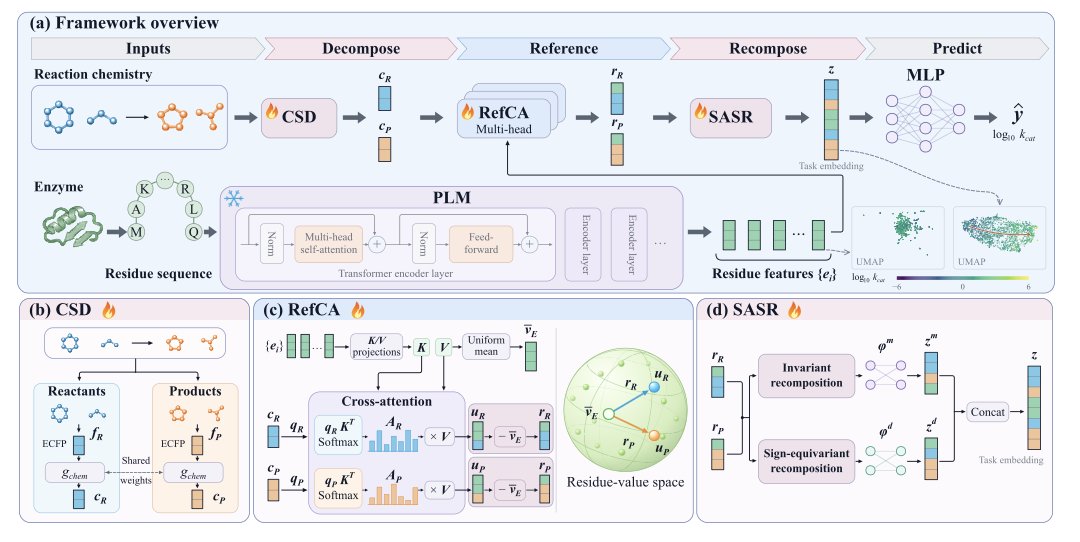 (a) Framework overview
Inputs
Decompose
Reference
Recompose
Predict
Reaction chemistry
CSD
c_R
c_P
RefCA
Multi-head
r_R
r_P
SASR
z
Task embedding
MLP
ŷ
log₁₀ k_cat
Enzyme
M A K ... R L Q
Residue sequence
PLM
Norm
Multi-head
self-attention
+
Norm
Feed-
forward
+
Transformer encoder layer
Encoder layer
Encoder layer
...
...
Residue features {e_i}
UMAP
UMAP
log₁₀ k_cat
−6 0 6
(b) CSD
Reactants
Products
ECFP
f_R
ECFP
f_P
g_chem
Shared
weights
g_chem
c_R
c_P
(c) RefCA
{e_i}
...
K/V
projections
K
V
Uniform
mean
v̅_E
Cross-attention
c_R
q_R
q_R K^T
Softmax
A_R
× V
u_R
− v̅_E
r_R
c_P
q_P
q_P K^T
Softmax
A_P
× V
u_P
− v̅_E
r_P
u_R
r_R
v̅_E
r_P
u_P
Residue-value space
(d) SASR
r_R
r_P
Invariant
recomposition
φ^m
z^m
Sign-equivariant
recomposition
φ^d
z^d
Concat
z
Task embedding